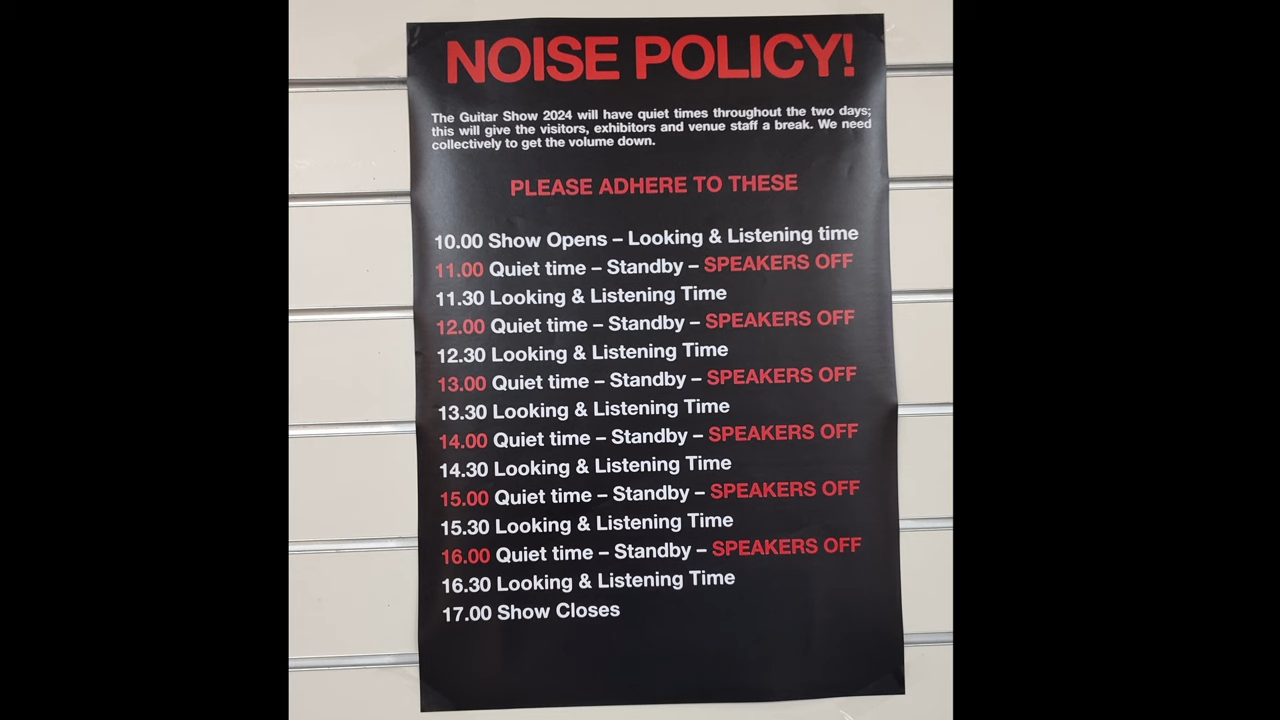 NOISE POLICY!
The Guitar Show 2024 will have quiet times throughout the two days;
this will give the visitors, exhibitors and venue staff a break. We need
collectively to get the volume down.
PLEASE ADHERE TO THESE
10.00 Show Opens – Looking & Listening time
11.00 Quiet time – Standby – SPEAKERS OFF
11.30 Looking & Listening Time
12.00 Quiet time – Standby – SPEAKERS OFF
12.30 Looking & Listening Time
13.00 Quiet time – Standby – SPEAKERS OFF
13.30 Looking & Listening Time
14.00 Quiet time – Standby – SPEAKERS OFF
14.30 Looking & Listening Time
15.00 Quiet time – Standby – SPEAKERS OFF
15.30 Looking & Listening Time
16.00 Quiet time – Standby – SPEAKERS OFF
16.30 Looking & Listening Time
17.00 Show Closes